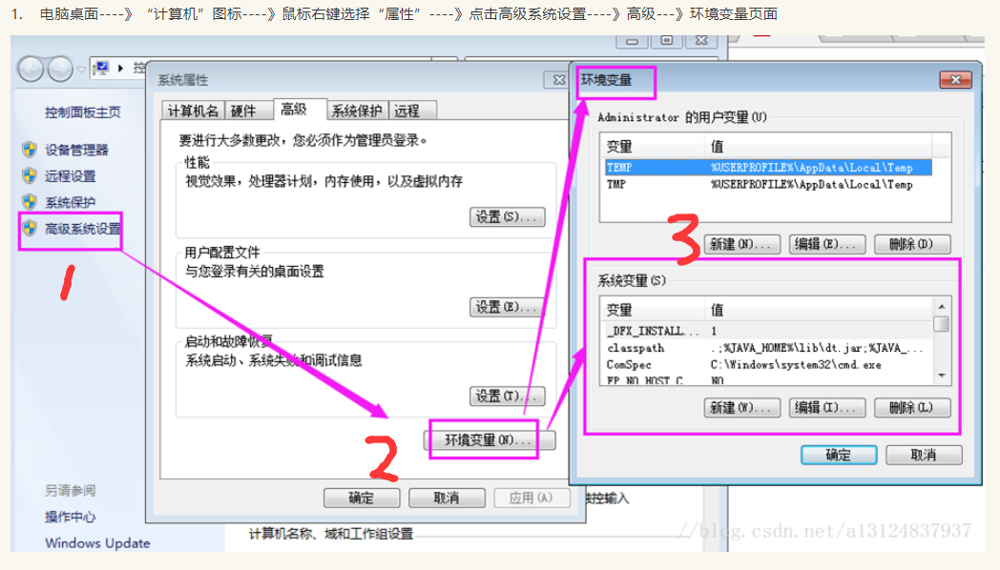 1. 电脑桌面----》“计算机”图标----》鼠标右键选择“属性”----》点击高级系统设置----》高级---》环境变量页面
控
控制面板主页
设备管理器
远程设置
系统保护
高级系统设置
1
另请参阅
操作中心
Windows Update
系统属性
计算机名 硬件 高级 系统保护 远程
要进行大多数更改，您必须作为管理员登录。
性能
视觉效果，处理器计划，内存使用，以及虚拟内存
设置(S)...
用户配置文件
与您登录有关的桌面设置
设置(E)...
启动和故障恢复
系统启动、系统失败和调试信息
设置(T)...
环境变量(N)...
2
确定 取消 应用(A)
计算机名称、域和工作组设置
触控输入
环境变量
Administrator 的用户变量(U)
变量 值
TEMP %USERPROFILE%\AppData\Local\Temp
TMP %USERPROFILE%\AppData\Local\Temp
3
新建(N)... 编辑(E)... 删除(D)
系统变量(S)
变量 值
_DFX_INSTALL... 1
classpath .;%JAVA_HOME%\lib\dt.jar;%JAVA_...
ComSpec C:\Windows\system32\cmd.exe
FP_NO_HOST_C... NO
新建(W)... 编辑(I)... 删除(L)
确定 取消
//blog.csdn.net/a13124837937